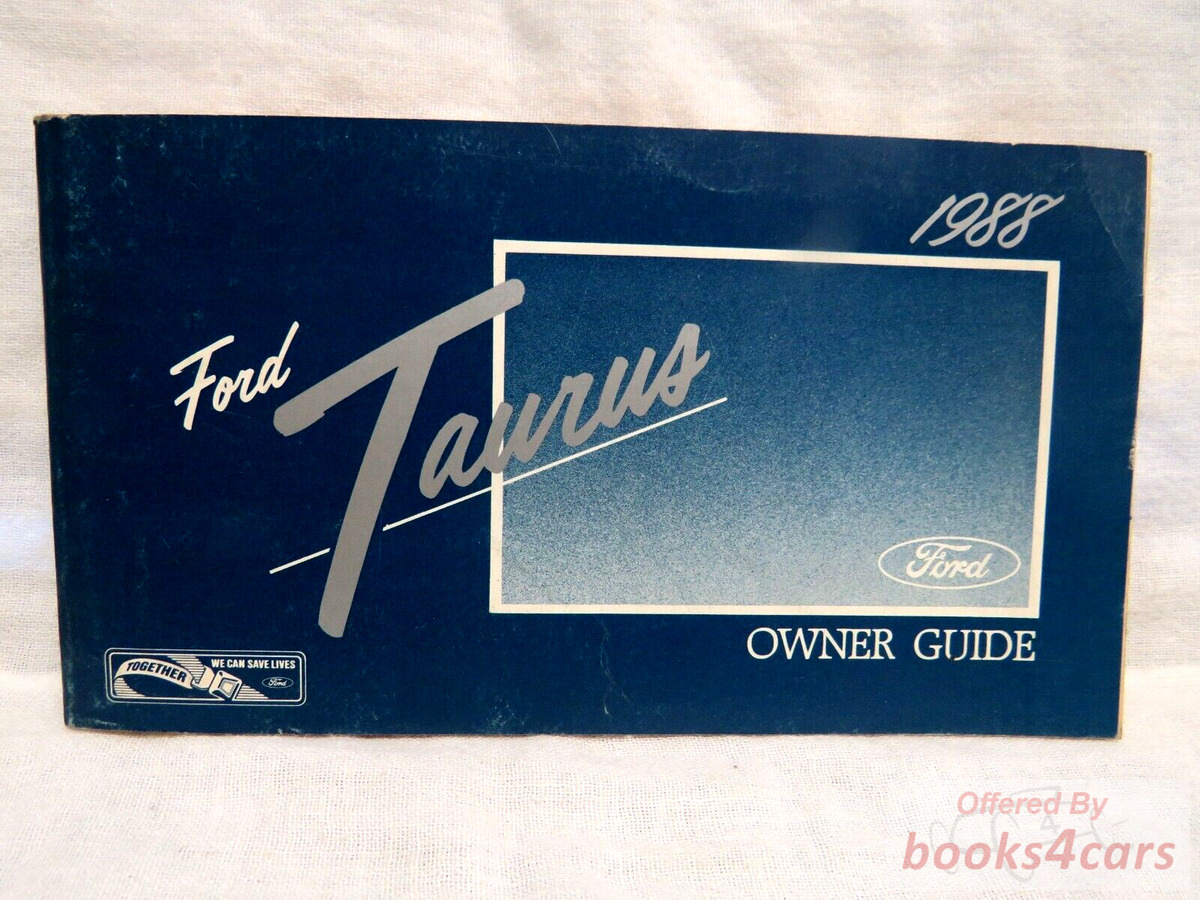 1988
Ford
Taurus
Ford
OWNER GUIDE
TOGETHER
WE CAN SAVE LIVES
Ford
Offered By
books4cars